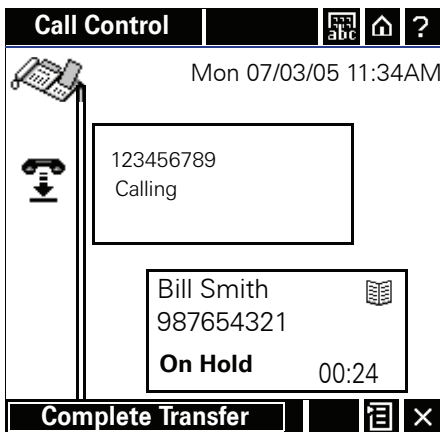 Call Control
abc
?
Mon 07/03/05 11:34AM
123456789
Calling
Bill Smith
987654321
On Hold 00:24
Complete Transfer